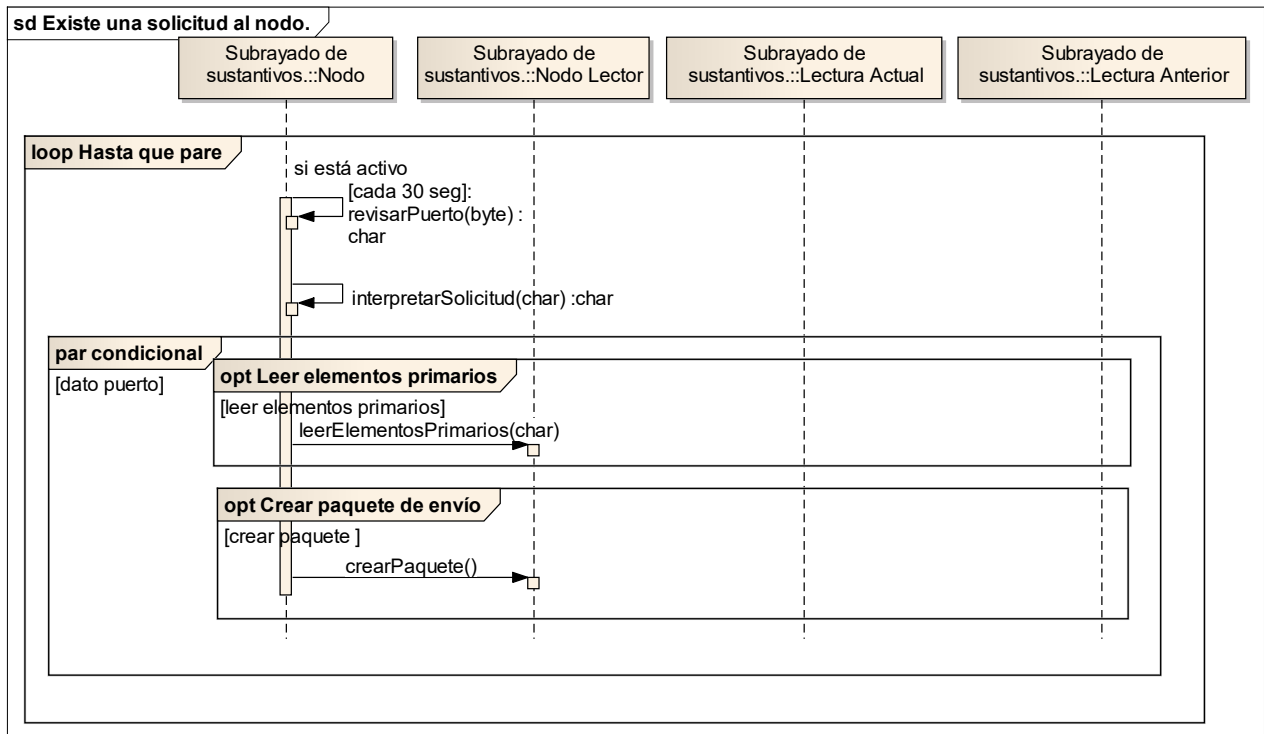 sd Existe una solicitud al nodo.
Subrayado de
sustantivos.::Nodo
Subrayado de
sustantivos.::Nodo Lector
Subrayado de
sustantivos.::Lectura Actual
Subrayado de
sustantivos.::Lectura Anterior
loop Hasta que pare
si está activo
[cada 30 seg]:
revisarPuerto(byte) :
char
interpretarSolicitud(char) :char
par condicional
[dato puerto]
opt Leer elementos primarios
[leer elementos primarios]
leerElementosPrimarios(char)
opt Crear paquete de envío
[crear paquete ]
crearPaquete()